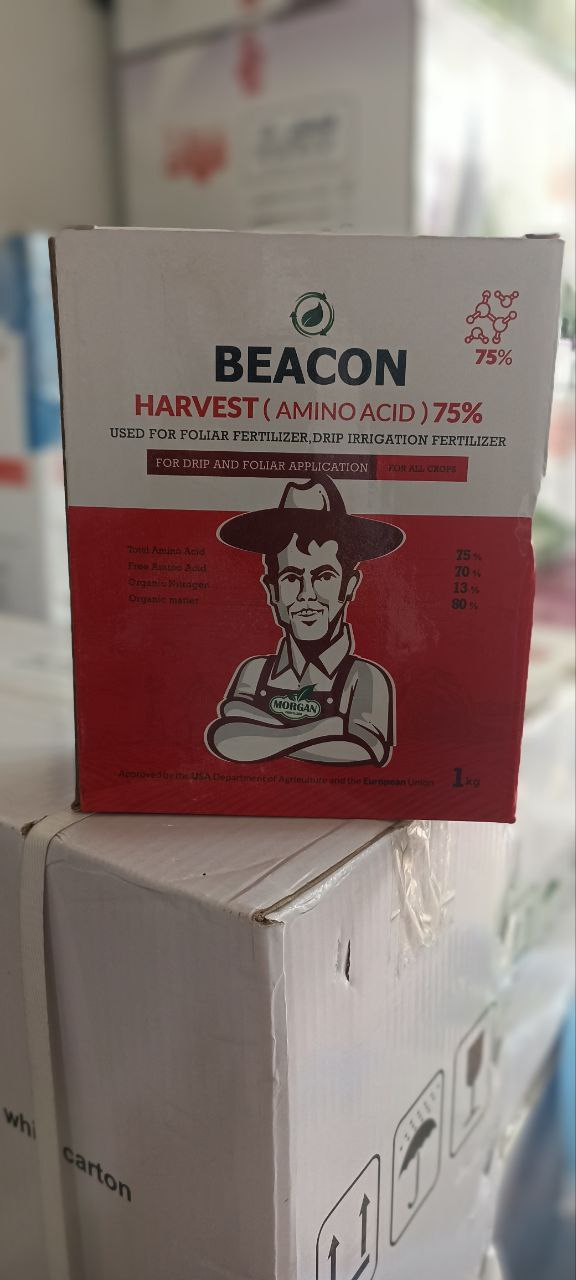 75%
BEACON
HARVEST ( AMINO ACID ) 75%
USED FOR FOLIAR FERTILIZER,DRIP IRRIGATION FERTILIZER
FOR DRIP AND FOLIAR APPLICATION FOR ALL CROPS
Total Amino Acid 75 %
Free Amino Acid 70 %
Organic Nitrogen 13 %
Organic matter 80 %
MORGAN
Approved by the USA Department of Agriculture and the European Union 1 kg
carton